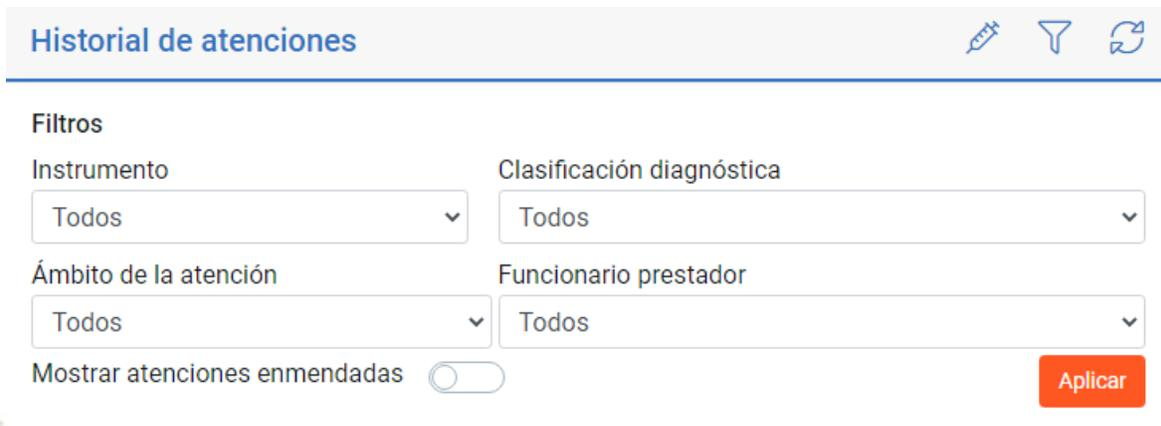 Historial de atenciones
Filtros
Instrumento
Clasificación diagnóstica
Todos
Todos
Ámbito de la atención
Funcionario prestador
Todos
Todos
Mostrar atenciones enmendadas
Aplicar